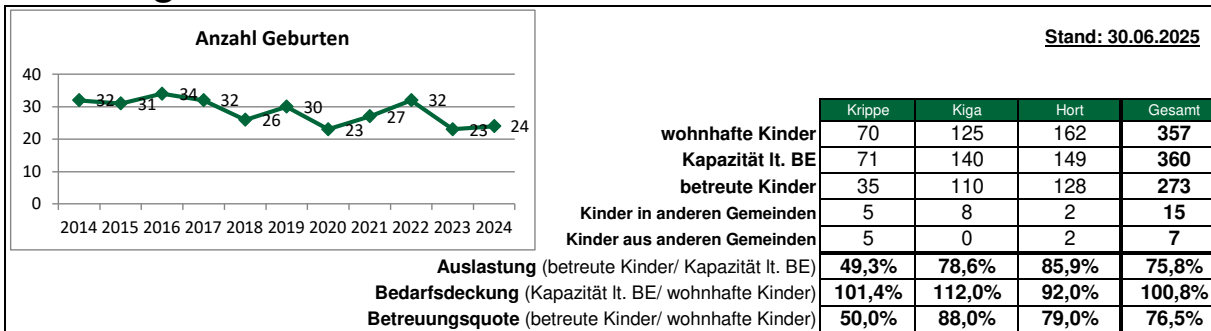 Anzahl Geburten
Stand: 30.06.2025
40
30
20
10
0
32 31 34 32 26 30 23 27 32 23 24
2014 2015 2016 2017 2018 2019 2020 2021 2022 2023 2024
Krippe Kiga Hort Gesamt
wohnhafte Kinder 70 125 162 357
Kapazität lt. BE 71 140 149 360
betreute Kinder 35 110 128 273
Kinder in anderen Gemeinden 5 8 2 15
Kinder aus anderen Gemeinden 5 0 2 7
Auslastung (betreute Kinder/ Kapazität lt. BE) 49,3% 78,6% 85,9% 75,8%
Bedarfsdeckung (Kapazität lt. BE/ wohnhafte Kinder) 101,4% 112,0% 92,0% 100,8%
Betreuungsquote (betreute Kinder/ wohnhafte Kinder) 50,0% 88,0% 79,0% 76,5%